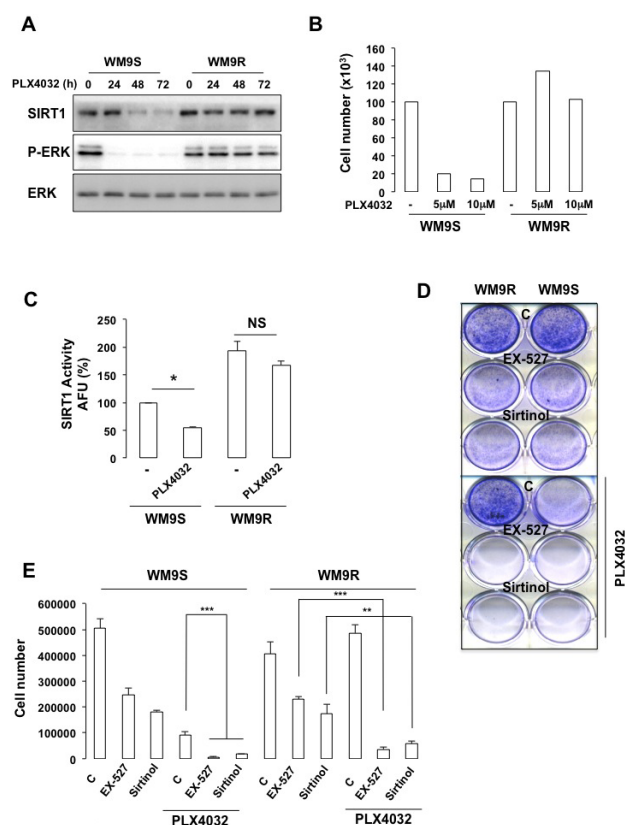 A
WM9S WM9R
PLX4032 (h) 0 24 48 72 0 24 48 72
SIRT1
P-ERK
ERK
B
Cell number (x10³)
160
140
120
100
80
60
40
20
0
PLX4032 - 5µM 10µM - 5µM 10µM
WM9S WM9R
C
SIRT1 Activity
AFU (%)
250
200
150
100
50
0
* NS
- PLX4032 - PLX4032
WM9S WM9R
D
WM9R WM9S
C
EX-527
Sirtinol
C
EX-527
Sirtinol
PLX4032
E
WM9S WM9R
Cell number
600000
500000
400000
300000
200000
100000
0
*** *** **
C EX-527 Sirtinol C EX-527 Sirtinol C EX-527 Sirtinol C EX-527 Sirtinol
PLX4032 PLX4032